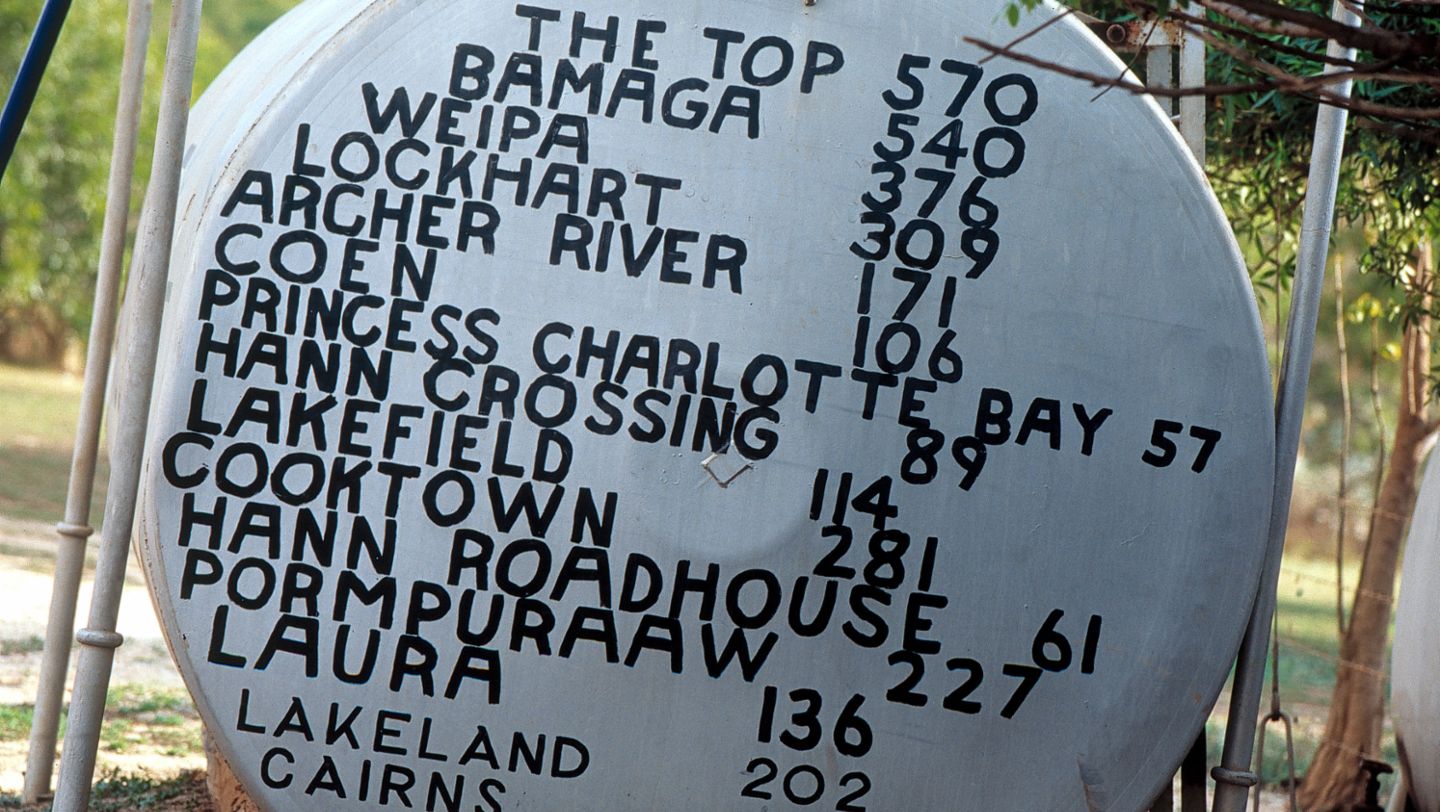 THE TOP 570
BAMAGA 540
WEIPA 376
LOCKHART 309
ARCHER RIVER 171
COEN 106
PRINCESS CHARLOTTE BAY 57
HANN CROSSING 89
LAKEFIELD 114
COOKTOWN 281
HANN ROADHOUSE 61
PORMPURAAW 227
LAURA 136
LAKELAND 202
CAIRNS